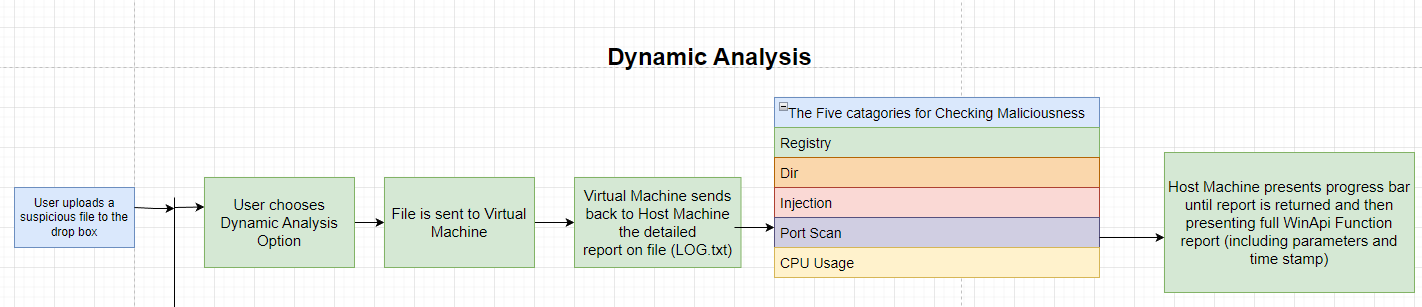 Dynamic Analysis
User uploads a
suspicious file to the
drop box
User chooses
Dynamic Analysis
Option
File is sent to Virtual
Machine
Virtual Machine sends
back to Host Machine
the detailed
report on file (LOG.txt)
The Five catagories for Checking Maliciousness
Registry
Dir
Injection
Port Scan
CPU Usage
Host Machine presents progress bar
until report is returned and then
presenting full WinApi Function
report (including parameters and
time stamp)